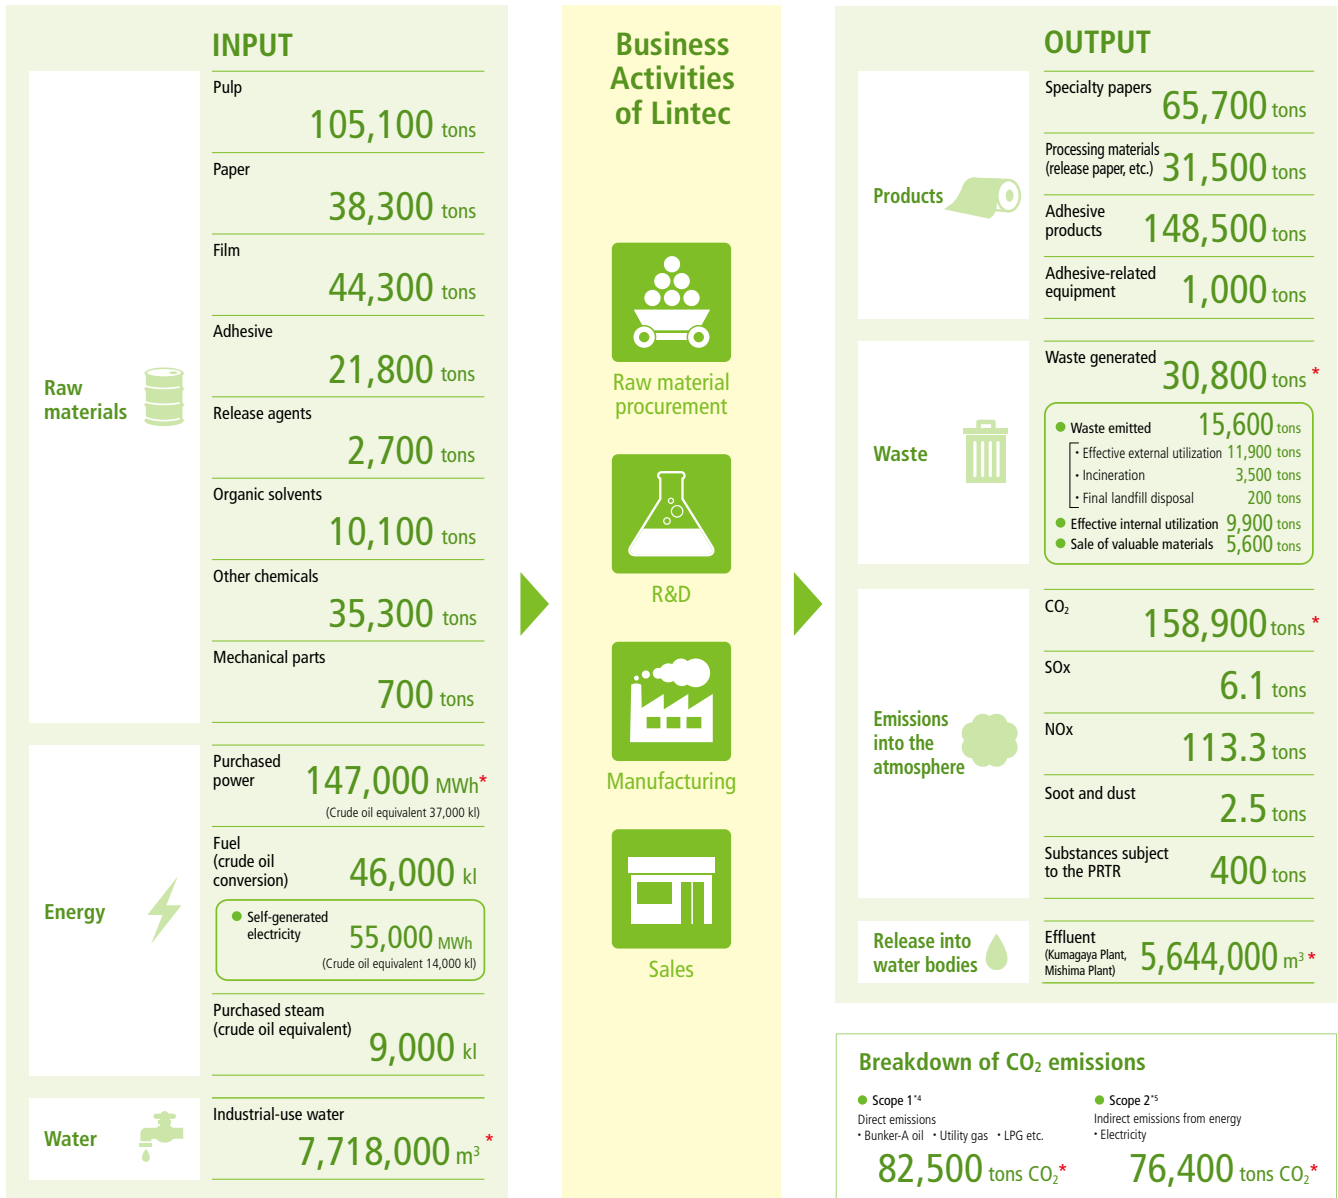 INPUT
Raw
materials
Pulp
105,100 tons
Paper
38,300 tons
Film
44,300 tons
Adhesive
21,800 tons
Release agents
2,700 tons
Organic solvents
10,100 tons
Other chemicals
35,300 tons
Mechanical parts
700 tons
Energy
Purchased
power
147,000 MWh*
(Crude oil equivalent 37,000 kl)
Fuel
(crude oil
conversion)
46,000 kl
● Self-generated
electricity
55,000 MWh
(Crude oil equivalent 14,000 kl)
Purchased steam
(crude oil equivalent)
9,000 kl
Water
Industrial-use water
7,718,000 m³ *
Business
Activities
of Lintec
Raw material
procurement
R&D
Manufacturing
Sales
OUTPUT
Products
Specialty papers
65,700 tons
Processing materials
(release paper, etc.)
31,500 tons
Adhesive
products
148,500 tons
Adhesive-related
equipment
1,000 tons
Waste
Waste generated
30,800 tons *
● Waste emitted 15,600 tons
・Effective external utilization 11,900 tons
・Incineration 3,500 tons
・Final landfill disposal 200 tons
● Effective internal utilization 9,900 tons
● Sale of valuable materials 5,600 tons
Emissions
into the
atmosphere
CO₂
158,900 tons *
SOx
6.1 tons
NOx
113.3 tons
Soot and dust
2.5 tons
Substances subject
to the PRTR
400 tons
Release into
water bodies
Effluent
(Kumagaya Plant,
Mishima Plant)
5,644,000 m³ *
Breakdown of CO₂ emissions
● Scope 1*4
Direct emissions
・Bunker-A oil ・Utility gas ・LPG etc.
82,500 tons CO₂*
● Scope 2*5
Indirect emissions from energy
・Electricity
76,400 tons CO₂*